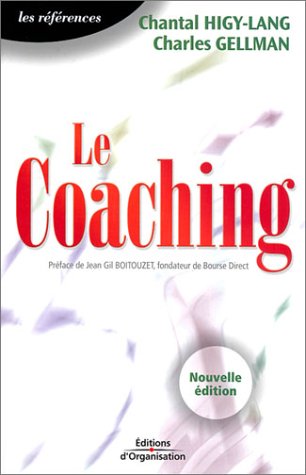 les références
Chantal HIGY-LANG
Charles GELLMAN
Le
Coaching
Préface de Jean Gil BOITOUZET, fondateur de Bourse Direct
Nouvelle
édition
Éditions
d'Organisation